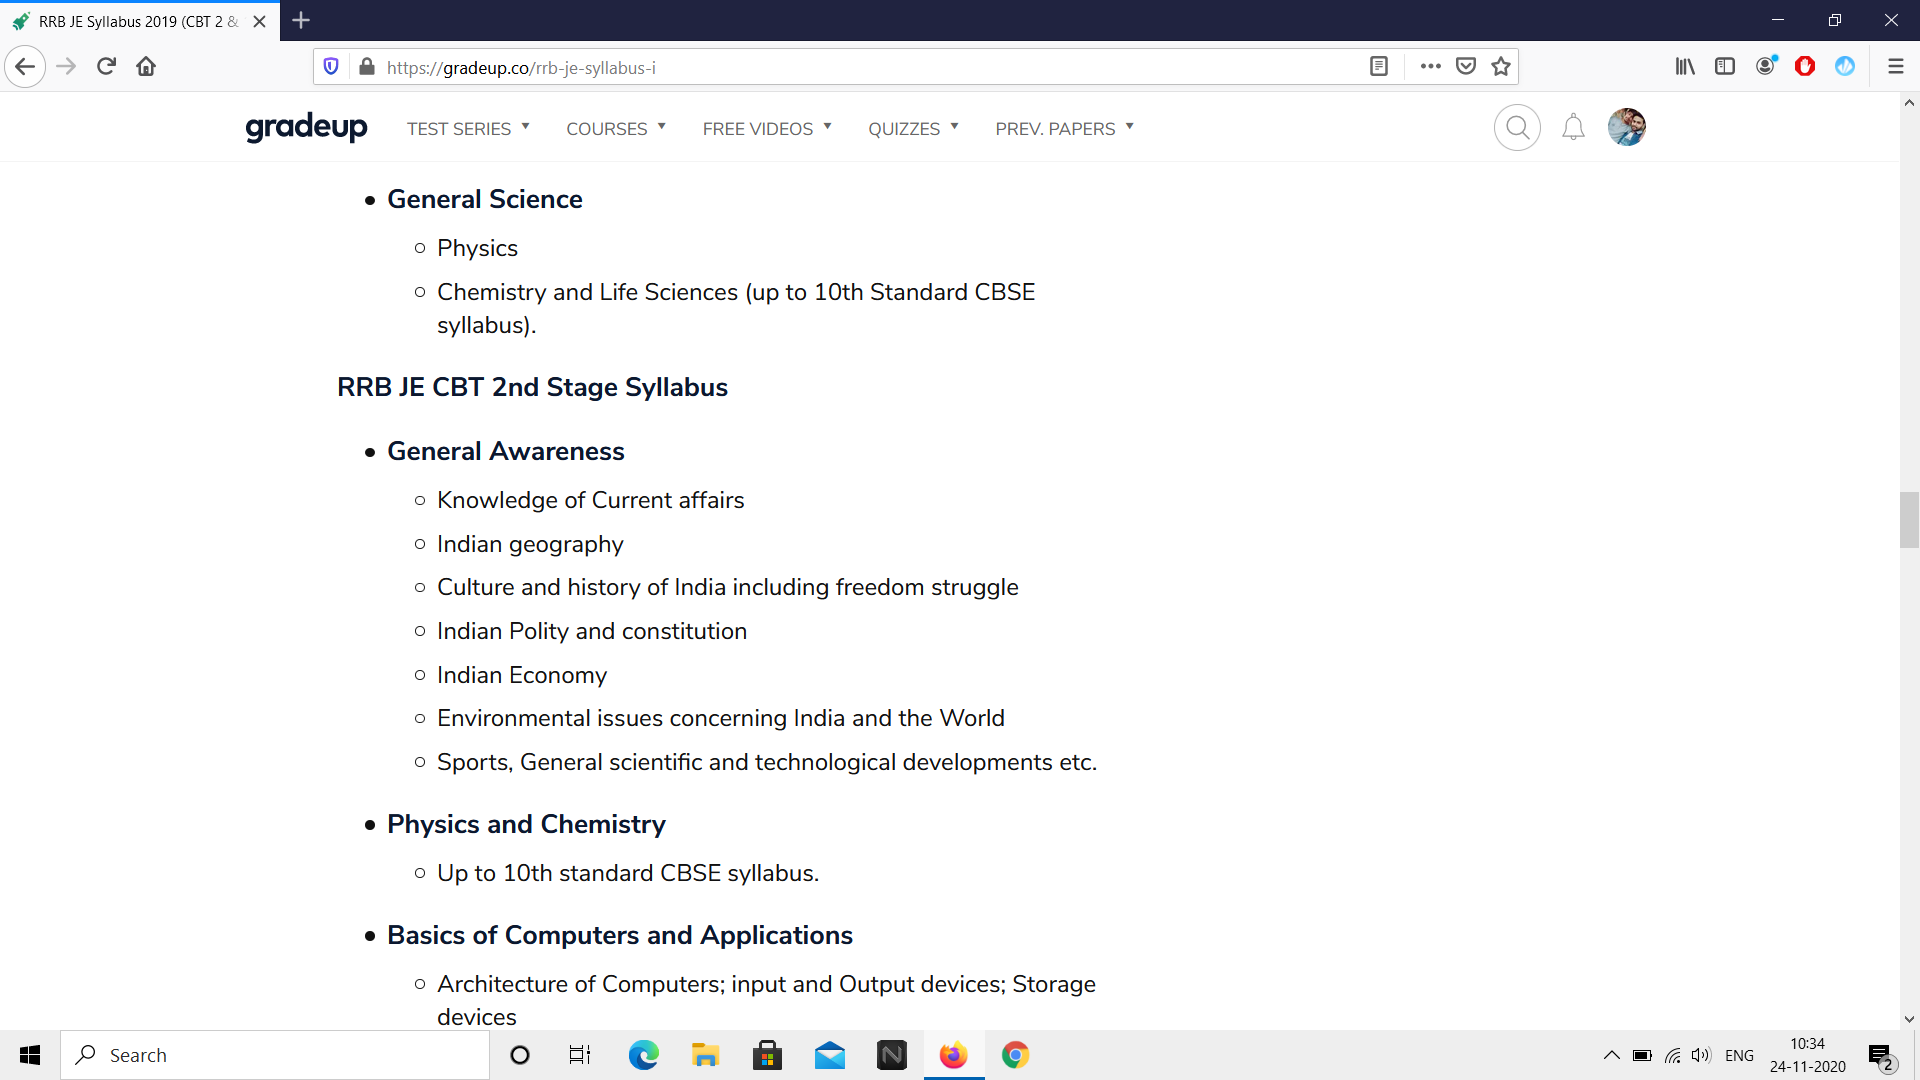 RRB JE Syllabus 2019 (CBT 2 &
https://gradeup.co/rrb-je-syllabus-i
gradeup TEST SERIES COURSES FREE VIDEOS QUIZZES PREV. PAPERS
General Science
Physics
Chemistry and Life Sciences (up to 10th Standard CBSE
syllabus).
RRB JE CBT 2nd Stage Syllabus
General Awareness
Knowledge of Current affairs
Indian geography
Culture and history of India including freedom struggle
Indian Polity and constitution
Indian Economy
Environmental issues concerning India and the World
Sports, General scientific and technological developments etc.
Physics and Chemistry
Up to 10th standard CBSE syllabus.
Basics of Computers and Applications
Architecture of Computers; input and Output devices; Storage
devices
Search
ENG
10:34
24-11-2020
2